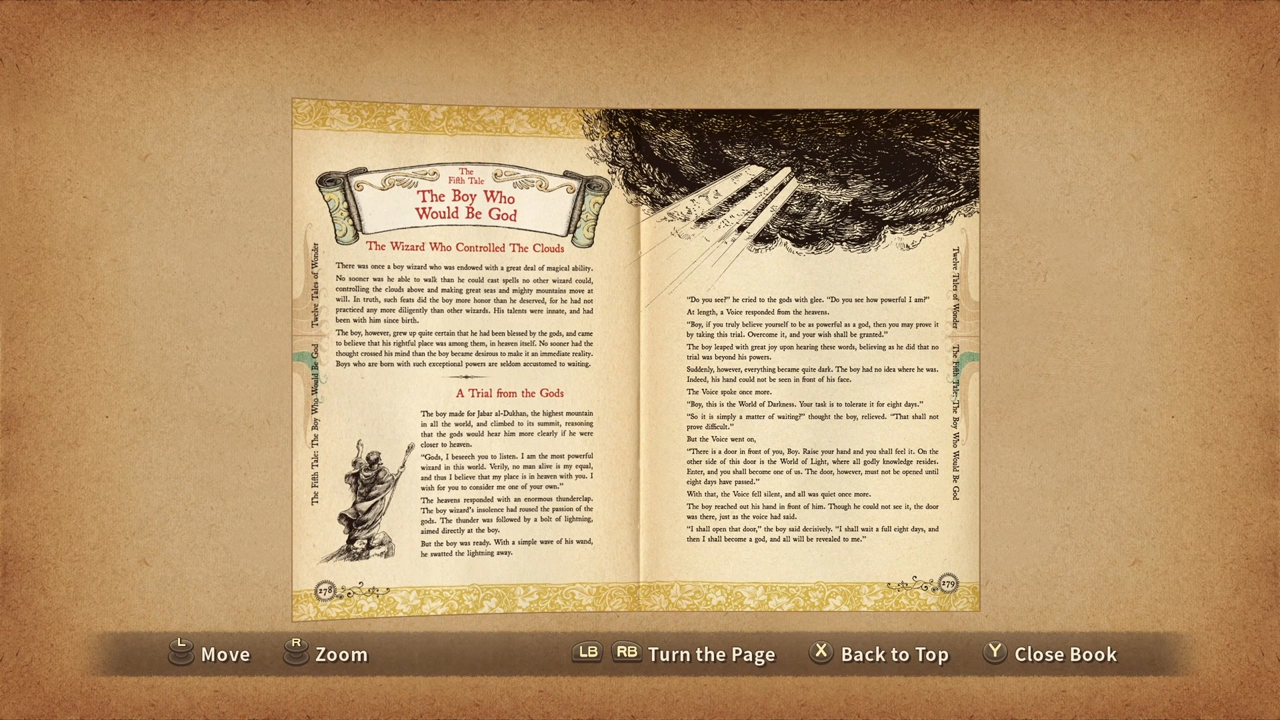 The
Fifth Tale
The Boy Who
Would Be God
The Wizard Who Controlled The Clouds
There was once a boy wizard who was endowed with a great deal of magical ability.
No sooner was he able to walk than he could cast spells no other wizard could,
controlling the clouds above and making great seas and mighty mountains move at
will. In truth, such feats did the boy more honor than he deserved, for he had not
practiced any more diligently than other wizards. His talents were innate, and had
been with him since birth.
The boy, however, grew up quite certain that he had been blessed by the gods, and came
to believe that his rightful place was among them, in heaven itself. No sooner had the
thought crossed his mind than the boy became desirous to make it an immediate reality.
Boys who are born with such exceptional powers are seldom accustomed to waiting.
A Trial from the Gods
The boy made for Jabar al-Dukhan, the highest mountain
in all the world, and climbed to its summit, reasoning
that the gods would hear him more clearly if he were
closer to heaven.
“Gods, I beseech you to listen. I am the most powerful
wizard in this world. Verily, no man alive is my equal,
and thus I believe that my place is in heaven with you. I
wish for you to consider me one of your own.”
The heavens responded with an enormous thunderclap.
The boy wizard's insolence had roused the passion of the
gods. The thunder was followed by a bolt of lightning,
aimed directly at the boy.
But the boy was ready. With a simple wave of his wand,
he swatted the lightning away.
The Fifth Tale: The Boy Who Would Be God Twelve Tales of Wonder
278
“Do you see?” he cried to the gods with glee. “Do you see how powerful I am?”
At length, a Voice responded from the heavens.
“Boy, if you truly believe yourself to be as powerful as a god, then you may prove it
by taking this trial. Overcome it, and your wish shall be granted.”
The boy leaped with great joy upon hearing these words, believing as he did that no
trial was beyond his powers.
Suddenly, however, everything became quite dark. The boy had no idea where he was.
Indeed, his hand could not be seen in front of his face.
The Voice spoke once more.
“Boy, this is the World of Darkness. Your task is to tolerate it for eight days.”
“So it is simply a matter of waiting?” thought the boy, relieved. “That shall not
prove difficult.”
But the Voice went on,
“There is a door in front of you, Boy. Raise your hand and you shall feel it. On the
other side of this door is the World of Light, where all godly knowledge resides.
Enter, and you shall become one of us. The door, however, must not be opened until
eight days have passed.”
With that, the Voice fell silent, and all was quiet once more.
The boy reached out his hand in front of him. Though he could not see it, the door
was there, just as the voice had said.
“I shall open that door,” the boy said decisively. “I shall wait a full eight days, and
then I shall become a god, and all will be revealed to me.”
Twelve Tales of Wonder The Fifth Tale: The Boy Who Would Be God
279
L Move R Zoom LB RB Turn the Page X Back to Top Y Close Book